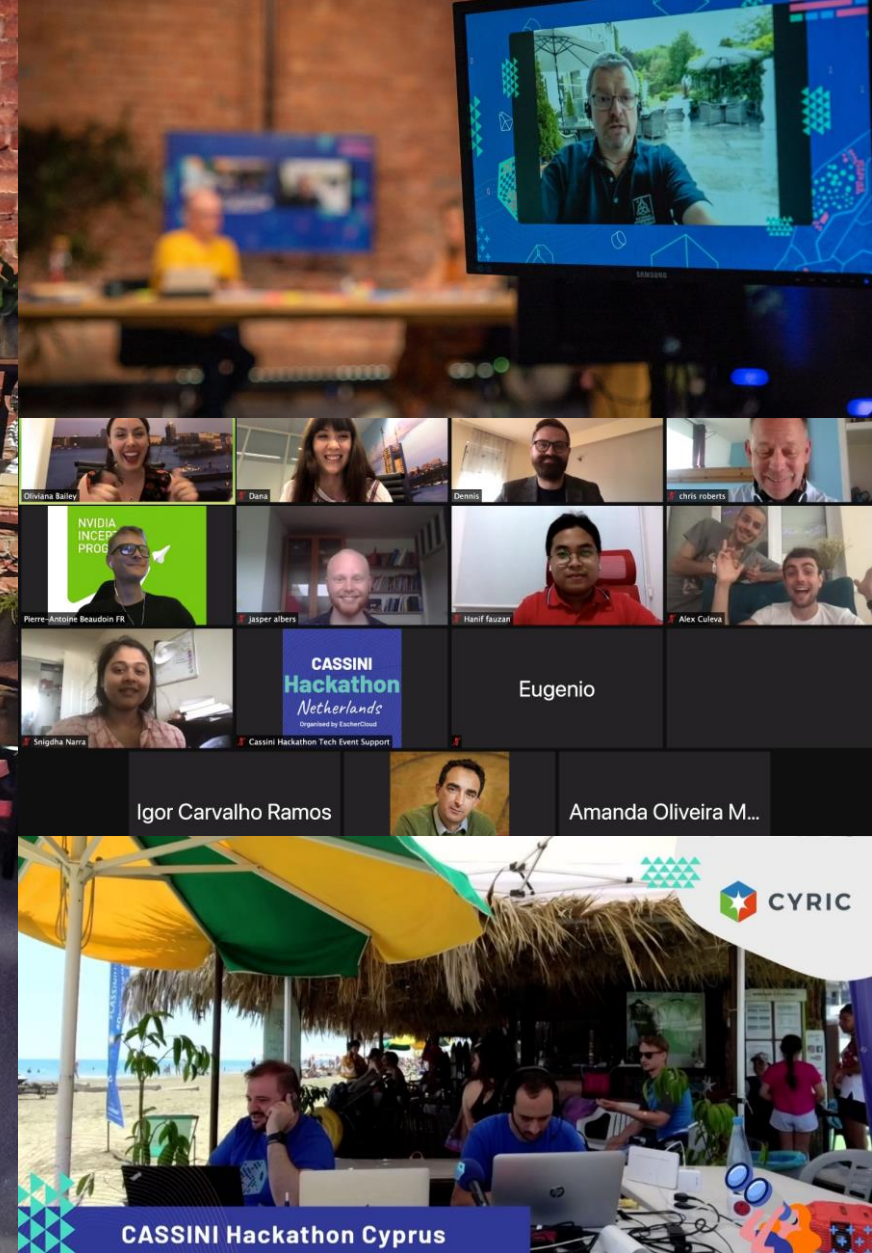 SAMSUNG
Oliviana Bailey
Dana
Dennis
chris roberts
NVIDIA
INCEP
PROG
Pierre-Antoine Beaudoin FR
Jasper albers
Hanif fauzan
Alex Culeva
Snigdha Narra
CASSINI
Hackathon
Netherlands
Organised by EscherCloud
Cassini Hackathon Tech Event Support
Eugenio
Igor Carvalho Ramos
Amanda Oliveira M...
CYRIC
hp
CASSINI Hackathon Cyprus